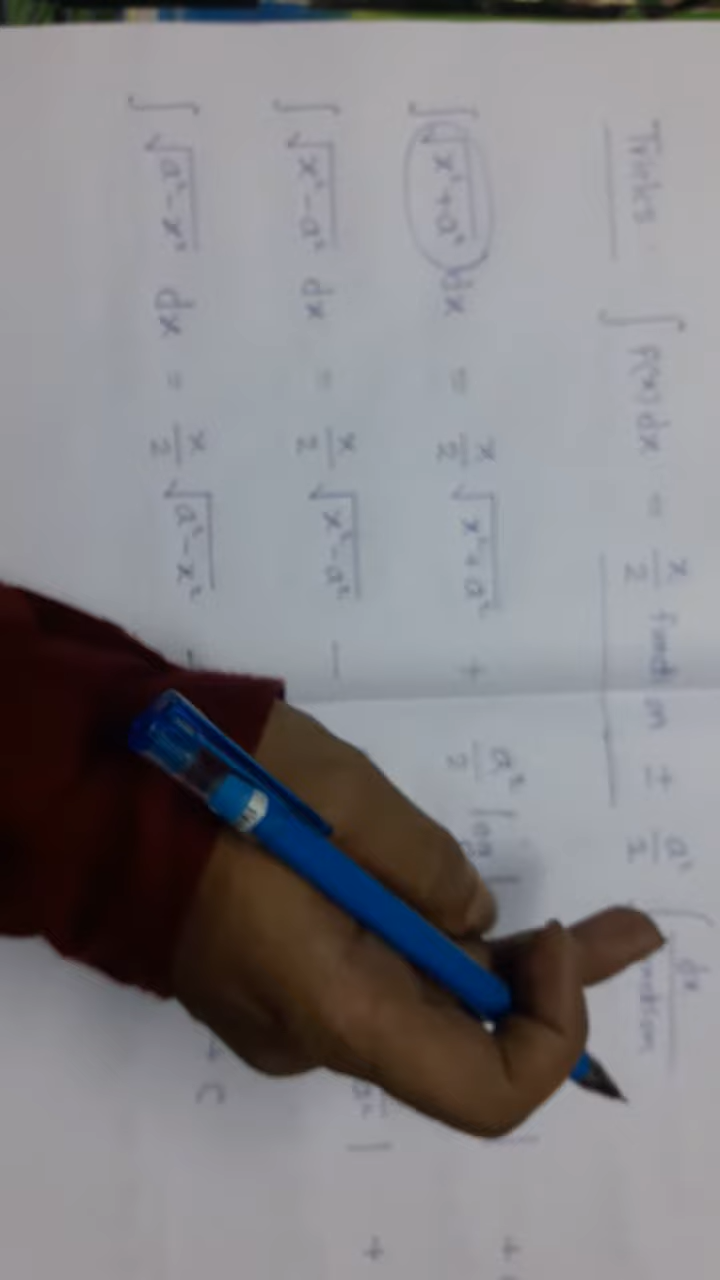 Tricks : ∫ f(x) dx = x/2 function ± a²/2 ∫ dx/
∫ √(x²+a²) dx = x/2 √(x²+a²) + a²/2 log | | +
∫ √(x²-a²) dx = x/2 √(x²-a²) - | +
∫ √(a²-x²) dx = x/2 √(a²-x²) + C